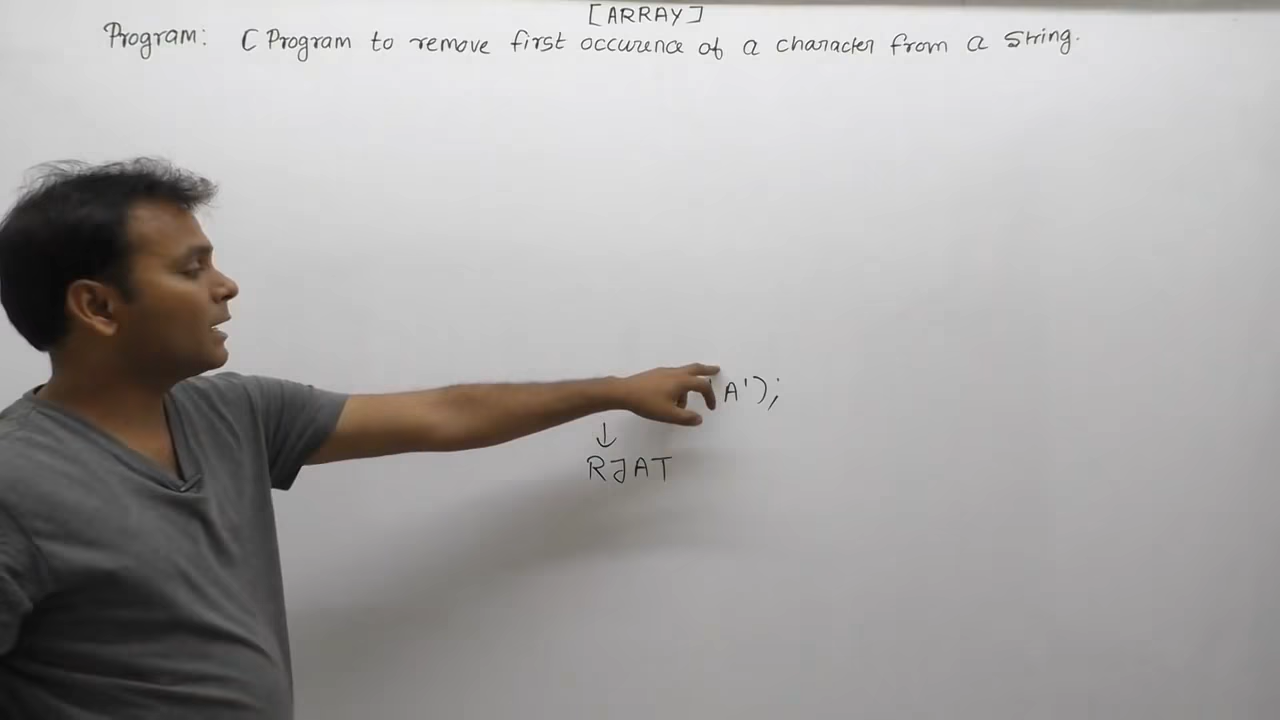 [ARRAY]
Program: C Program to remove first occurence of a character from a string.
'A');
↓
RJAT